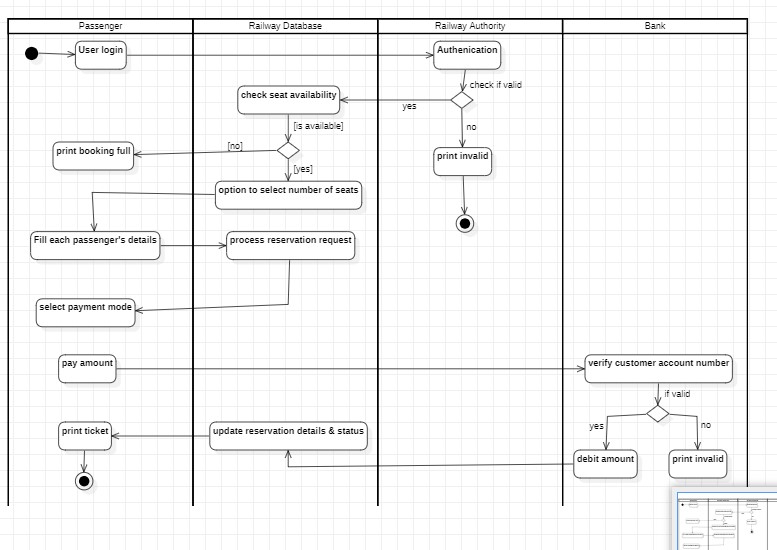 Passenger
Railway Database
Railway Authority
Bank
User login
Authenication
check if valid
check seat availability
yes
[is available]
no
[no]
print booking full
print invalid
[yes]
option to select number of seats
Fill each passenger's details
process reservation request
select payment mode
pay amount
verify customer account number
if valid
yes
no
print ticket
update reservation details & status
debit amount
print invalid